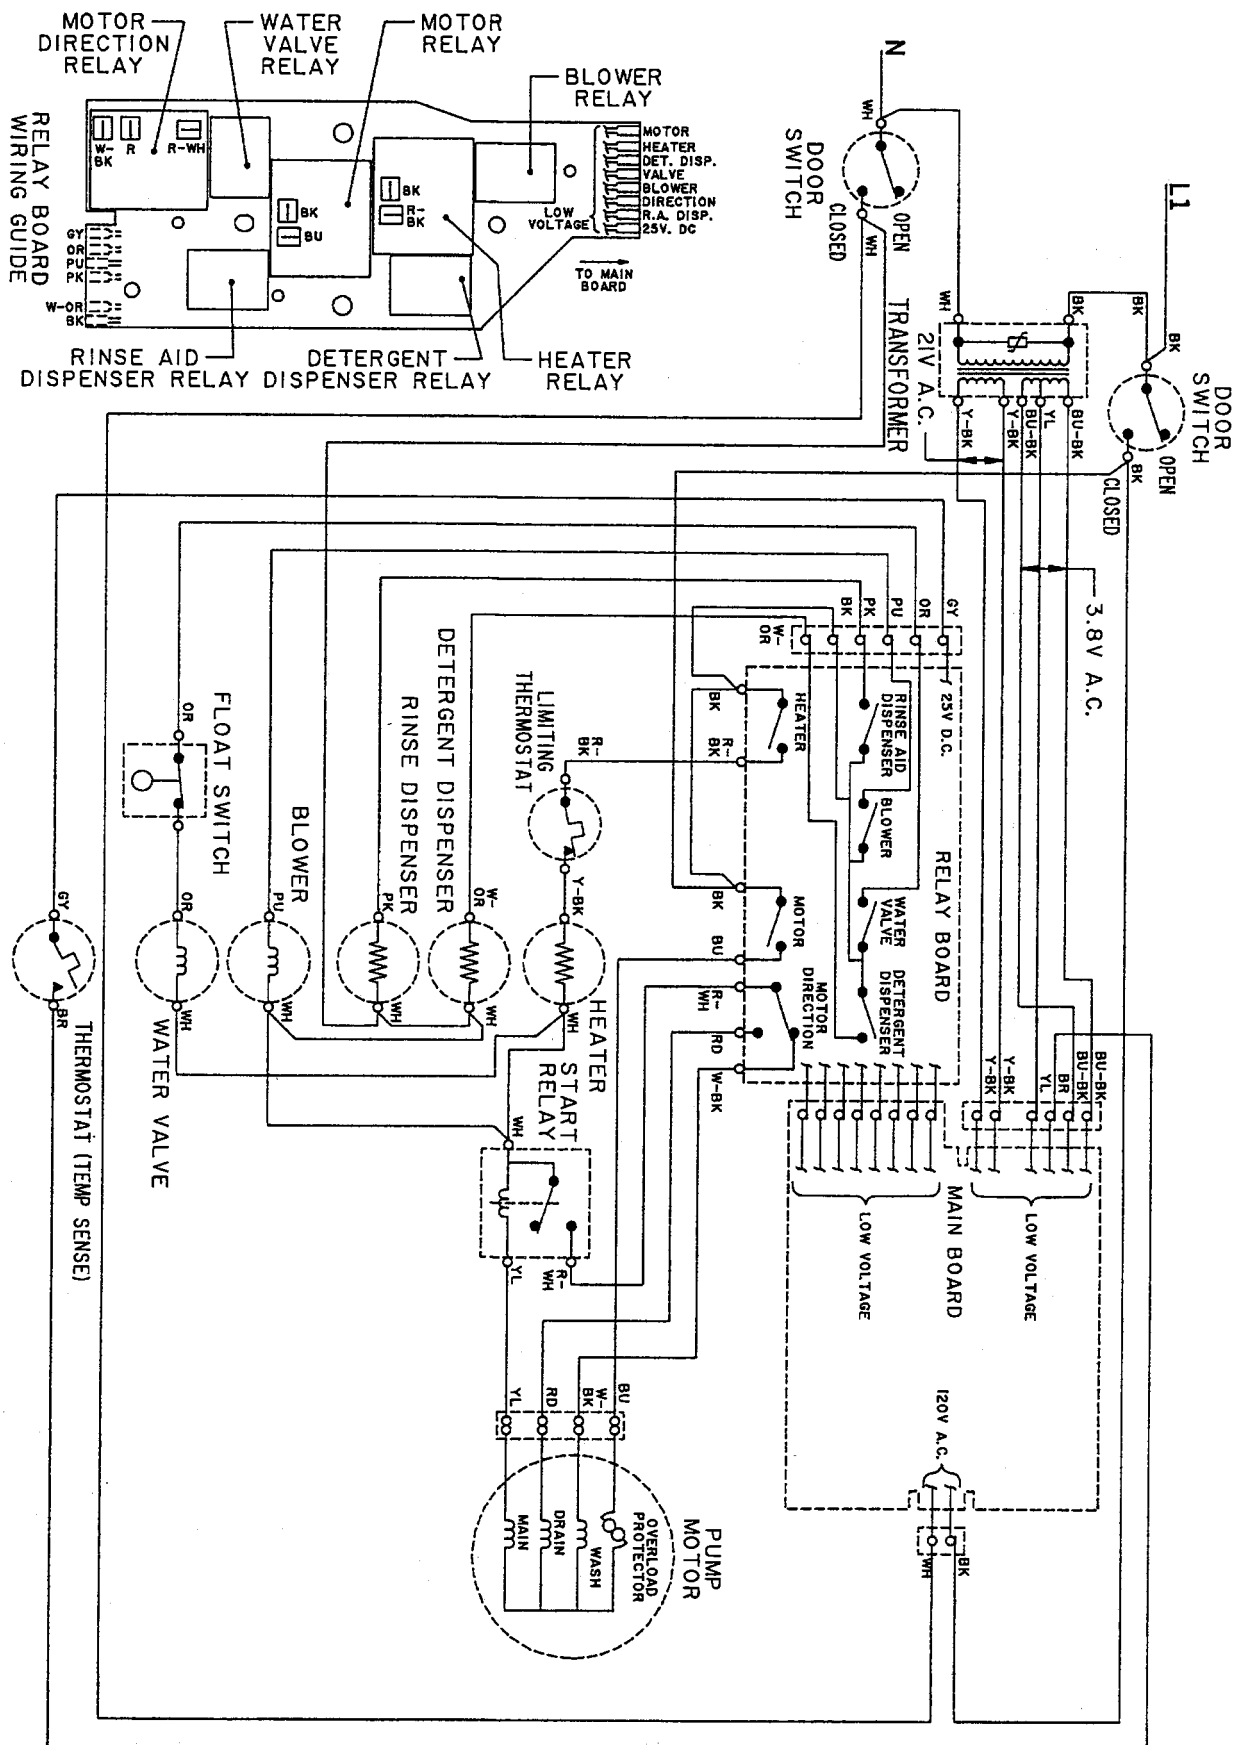 MOTOR
DIRECTION
RELAY
WATER
VALVE
RELAY
MOTOR
RELAY
BLOWER
RELAY
W-
BK
R
R-WH
BK
BU
BK
R-
BK
MOTOR
HEATER
DET. DISP.
VALVE
BLOWER
DIRECTION
R.A. DISP.
25V. DC
LOW
VOLTAGE
TO MAIN
BOARD
GY
OR
PU
PK
W-OR
BK
RELAY BOARD
WIRING GUIDE
RINSE AID
DISPENSER RELAY
DETERGENT
DISPENSER RELAY
HEATER
RELAY
N
WH
DOOR
SWITCH
OPEN
CLOSED
WH
L1
BK
BK
BK
DOOR
SWITCH
OPEN
CLOSED
BK
WH
TRANSFORMER
21V A.C.
Y-BK
Y-BK
BU-BK
YL
BU-BK
3.8V A.C.
GY
OR
PU
PK
BK
W-
OR
25V D.C.
RINSE AID
DISPENSER
BLOWER
WATER
VALVE
DETERGENT
DISPENSER
RELAY BOARD
HEATER
BK
R-
BK
MOTOR
BK
BU
MOTOR
DIRECTION
R-
WH
RD
W-BK
R-
BK
LIMITING
THERMOSTAT
Y-BK
HEATER
WH
DETERGENT DISPENSER
W-
OR
WH
RINSE DISPENSER
PK
WH
BLOWER
PU
WH
FLOAT SWITCH
OR
OR
WH
WATER VALVE
GY
BR
THERMOSTAT (TEMP SENSE)
START
RELAY
WH
YL
R-
WH
Y-BK
Y-BK
YL
BR
BU-BK
BU-BK
MAIN BOARD
LOW VOLTAGE
LOW VOLTAGE
120V A.C.
WH
BK
YL
RD
W-
BK
BU
PUMP
MOTOR
OVERLOAD
PROTECTOR
WASH
DRAIN
MAIN